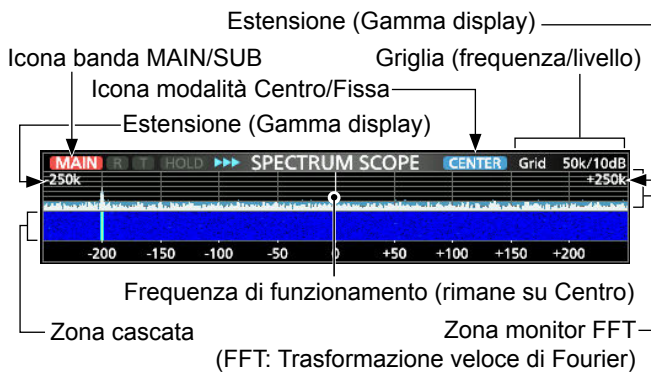 Estensione (Gamma display)
Icona banda MAIN/SUB
Griglia (frequenza/livello)
Icona modalità Centro/Fissa
Estensione (Gamma display)
MAIN R T HOLD SPECTRUM SCOPE CENTER Grid 50k/10dB
-250k +250k
-200 -150 -100 -50 0 +50 +100 +150 +200
Frequenza di funzionamento (rimane su Centro)
Zona cascata
Zona monitor FFT
(FFT: Trasformazione veloce di Fourier)